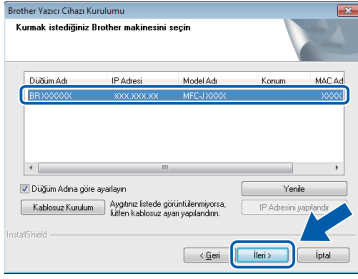 Brother Yazıcı Cihazı Kurulumu
Kurmak istediğiniz Brother makinesini seçin
Düğüm Adı IP Adresi Model Adı Konum MAC Ad
BRXXXXXX XXX.XXX.XX MFC-JXXXX XXXX
Düğüm Adına göre ayarlayın
Yenile
Kablosuz Kurulum
Aygıtınız listede görüntülenmiyorsa,
lütfen kablosuz ayarı yapılandırın.
IP Adresini yapılandır
InstallShield
< Geri İleri > İptal